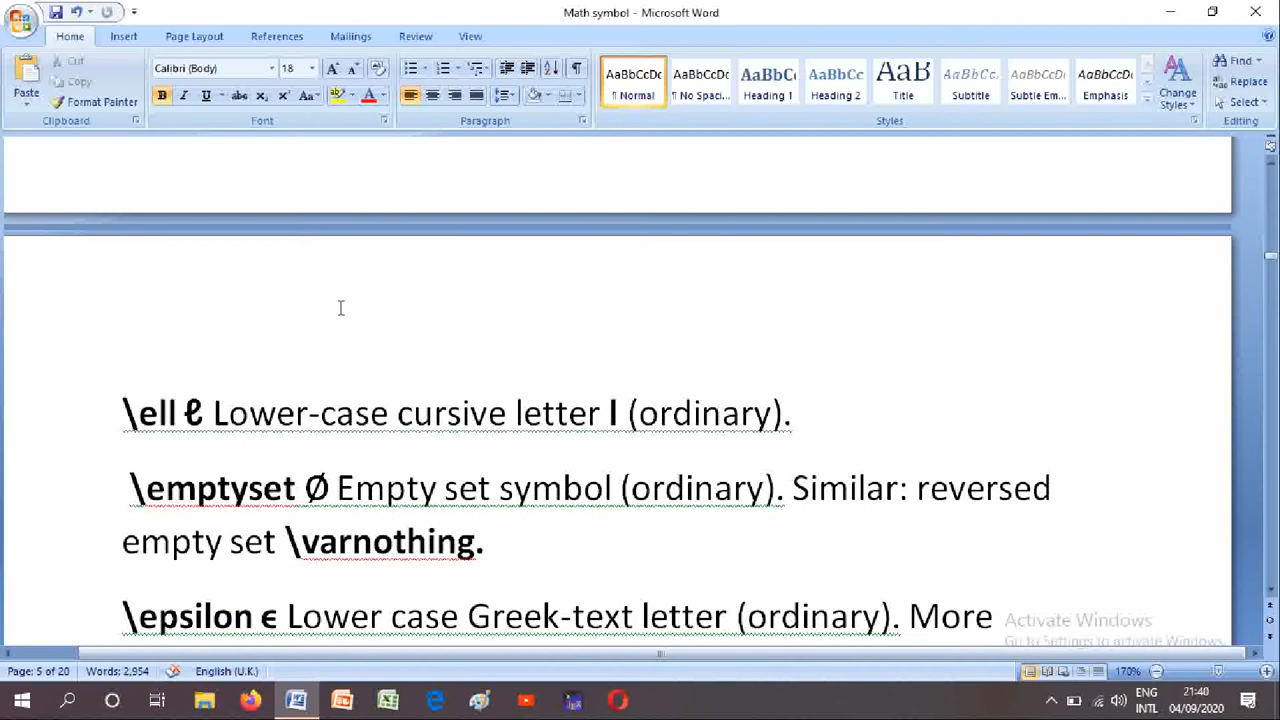 Math symbol - Microsoft Word
Home Insert Page Layout References Mailings Review View
Cut
Copy
Format Painter
Paste
Clipboard
Calibri (Body) 18
Font
Paragraph
AaBbCcDc AaBbCcDc AaBbCc AaBbCc AaB AaBbCc. AaBbCcDc AaBbCcDc
¶ Normal ¶ No Spaci... Heading 1 Heading 2 Title Subtitle Subtle Em... Emphasis
Change Styles
Styles
Find
Replace
Select
Editing
\ell ℓ Lower-case cursive letter l (ordinary).
\emptyset Ø Empty set symbol (ordinary). Similar: reversed
empty set \varnothing.
\epsilon ϵ Lower case Greek-text letter (ordinary). More
Activate Windows
Go to Settings to activate Windows.
Page: 5 of 20 Words: 2,954 English (U.K.) 170%
ENG 21:40
INTL 04/09/2020